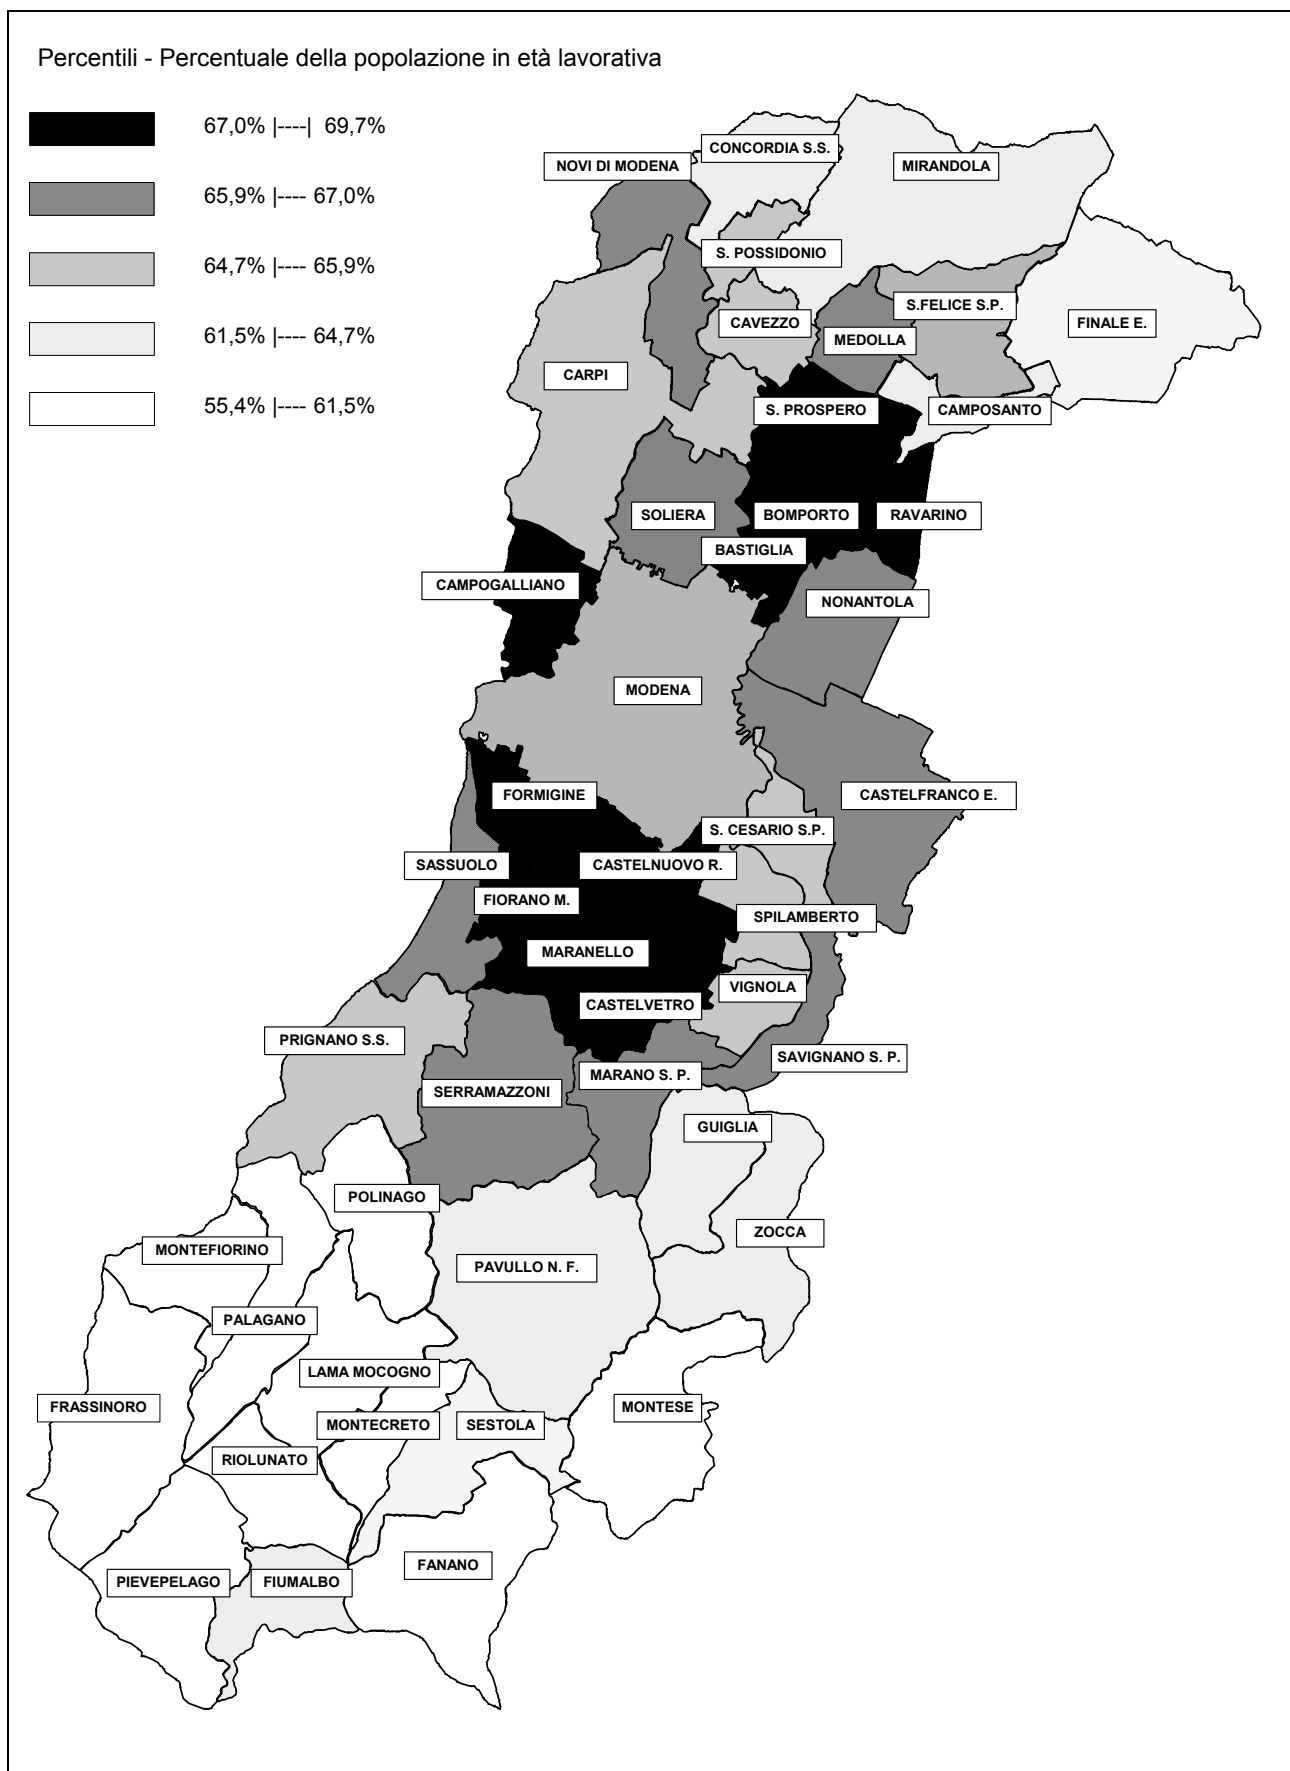 Percentili - Percentuale della popolazione in età lavorativa
67,0% |----| 69,7%
65,9% |---- 67,0%
64,7% |---- 65,9%
61,5% |---- 64,7%
55,4% |---- 61,5%
CONCORDIA S.S.
NOVI DI MODENA
MIRANDOLA
S. POSSIDONIO
S.FELICE S.P.
CAVEZZO
FINALE E.
MEDOLLA
CARPI
S. PROSPERO
CAMPOSANTO
SOLIERA
BOMPORTO
RAVARINO
BASTIGLIA
CAMPOGALLIANO
NONANTOLA
MODENA
FORMIGINE
CASTELFRANCO E.
S. CESARIO S.P.
SASSUOLO
CASTELNUOVO R.
FIORANO M.
SPILAMBERTO
MARANELLO
VIGNOLA
CASTELVETRO
PRIGNANO S.S.
SAVIGNANO S. P.
MARANO S. P.
SERRAMAZZONI
GUIGLIA
POLINAGO
ZOCCA
MONTEFIORINO
PAVULLO N. F.
PALAGANO
LAMA MOCOGNO
FRASSINORO
MONTESE
MONTECRETO
SESTOLA
RIOLUNATO
FANANO
PIEVEPELAGO
FIUMALBO